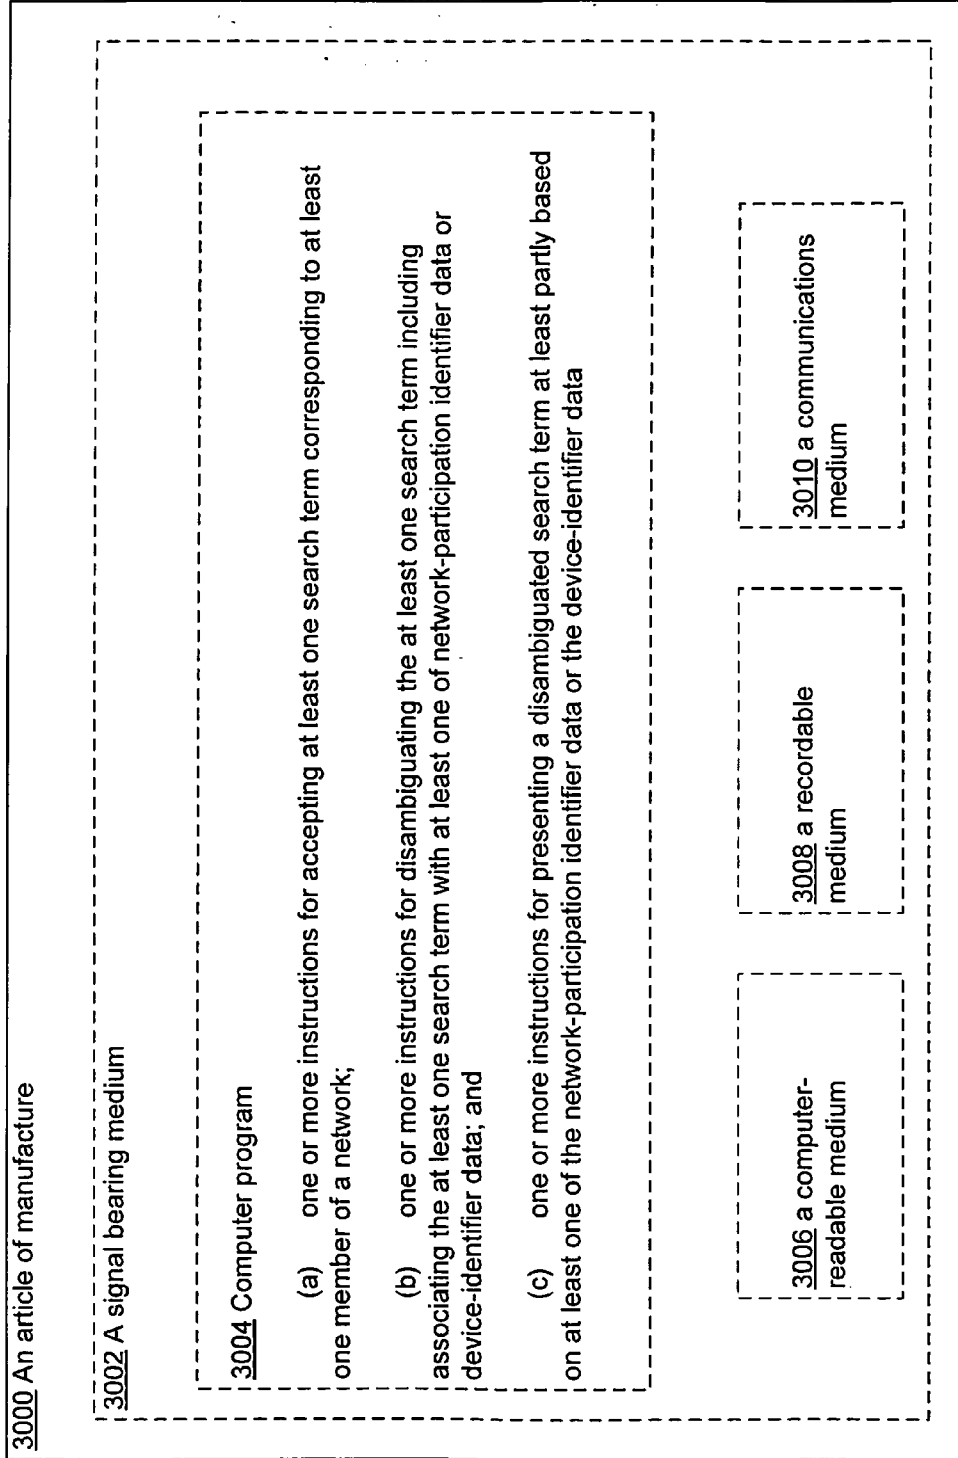 3000 An article of manufacture
3002 A signal bearing medium
3004 Computer program
(a) one or more instructions for accepting at least one search term corresponding to at least
one member of a network;
(b) one or more instructions for disambiguating the at least one search term including
associating the at least one search term with at least one of network-participation identifier data or
device-identifier data; and
(c) one or more instructions for presenting a disambiguated search term at least partly based
on at least one of the network-participation identifier data or the device-identifier data
3006 a computer-
readable medium
3008 a recordable
medium
3010 a communications
medium